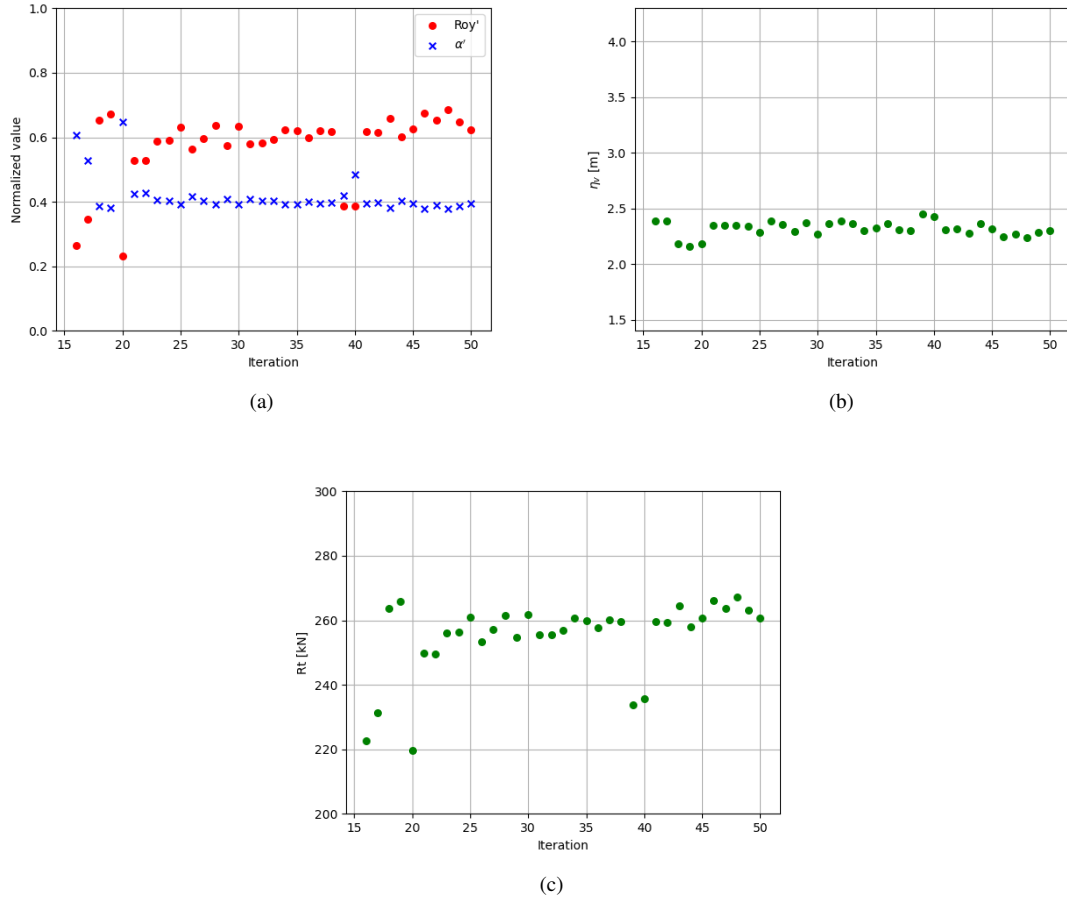 1.0
0.8
0.6
0.4
0.2
0.0
Normalized value
15 20 25 30 35 40 45 50
Iteration
Roy'
α'
(a)
4.0
3.5
3.0
2.5
2.0
1.5
ηᵥ [m]
15 20 25 30 35 40 45 50
Iteration
(b)
300
280
260
240
220
200
Rt [kN]
15 20 25 30 35 40 45 50
Iteration
(c)